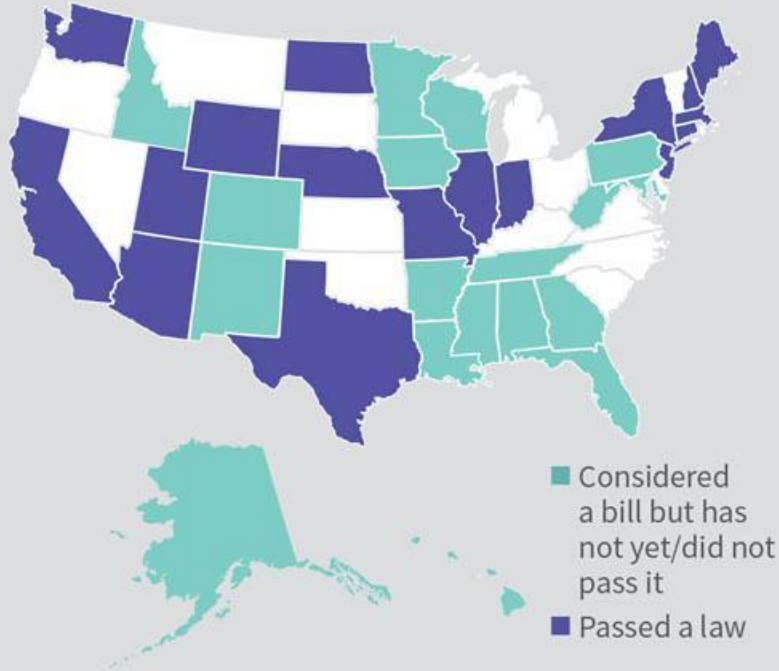 Considered
a bill but has
not yet/did not
pass it
Passed a law